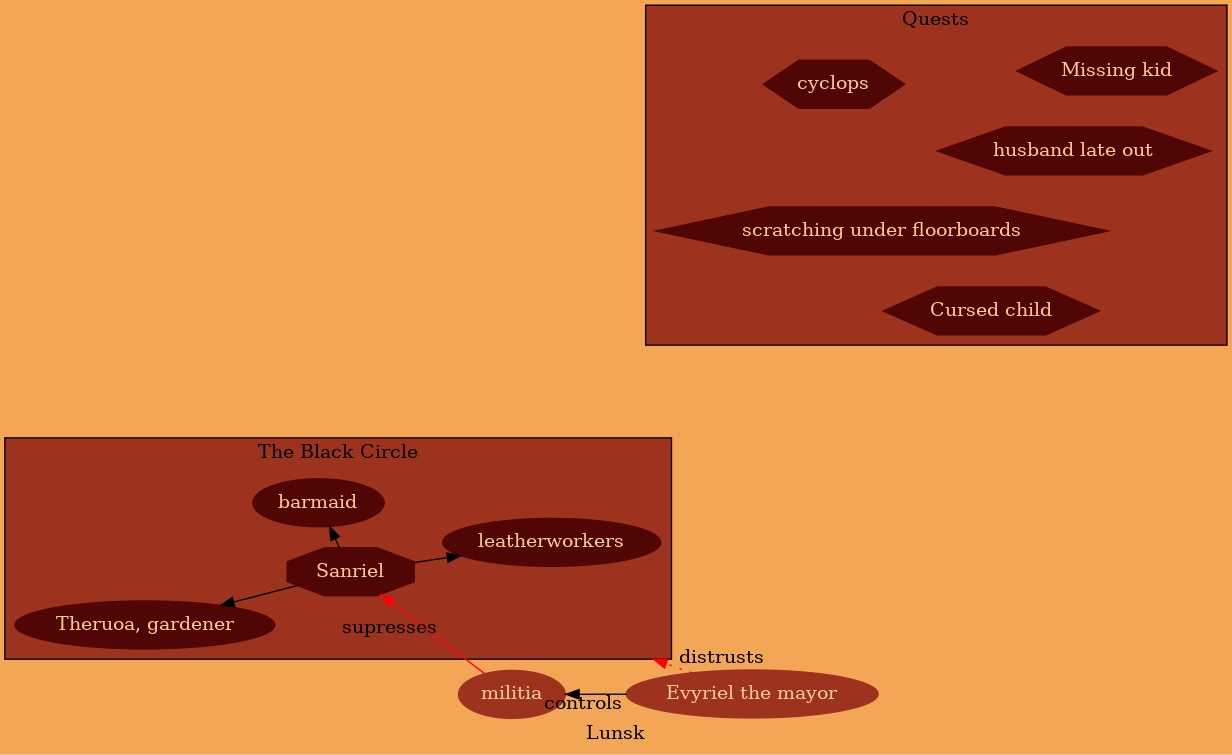 Quests
Missing kid
cyclops
husband late out
scratching under floorboards
Cursed child
The Black Circle
barmaid
leatherworkers
Sanriel
Theruoa, gardener
supresses
distrusts
militia
Evyriel the mayor
controls
Lunsk